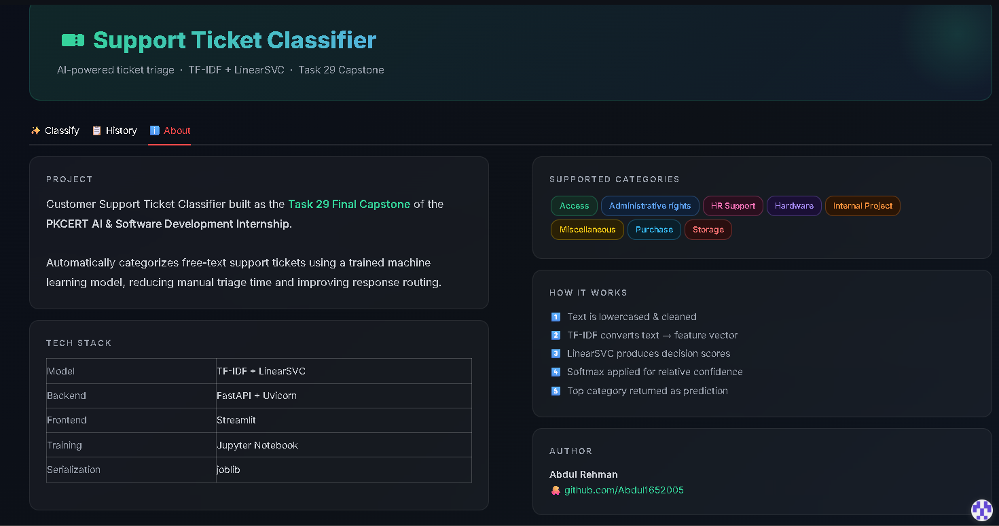 Support Ticket Classifier
AI-powered ticket triage · TF-IDF + LinearSVC · Task 29 Capstone
Classify
History
About
PROJECT
Customer Support Ticket Classifier built as the Task 29 Final Capstone of the
PKCERT AI & Software Development Internship.
Automatically categorizes free-text support tickets using a trained machine
learning model, reducing manual triage time and improving response routing.
TECH STACK
Model TF-IDF + LinearSVC
Backend FastAPI + Uvicorn
Frontend Streamlit
Training Jupyter Notebook
Serialization joblib
SUPPORTED CATEGORIES
Access Administrative rights HR Support Hardware Internal Project
Miscellaneous Purchase Storage
HOW IT WORKS
1 Text is lowercased & cleaned
2 TF-IDF converts text → feature vector
3 LinearSVC produces decision scores
4 Softmax applied for relative confidence
5 Top category returned as prediction
AUTHOR
Abdul Rehman
github.com/Abdul1652005